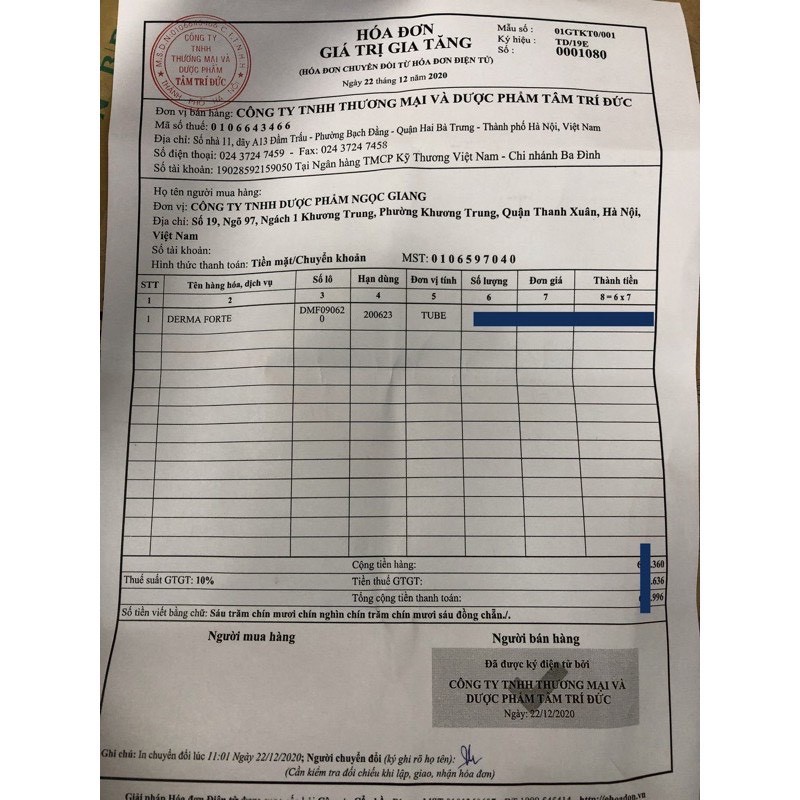 HÓA ĐƠN
GIÁ TRỊ GIA TĂNG
(HÓA ĐƠN CHUYỂN ĐỔI TỪ HÓA ĐƠN ĐIỆN TỬ)
Ngày 22 tháng 12 năm 2020
Mẫu số : 01GTKT0/001
Ký hiệu : TD/19E
Số : 0001080
CÔNG TY
TNHH
THƯƠNG MẠI VÀ
DƯỢC PHẨM
TÂM TRÍ ĐỨC
Đơn vị bán hàng: CÔNG TY TNHH THƯƠNG MẠI VÀ DƯỢC PHẨM TÂM TRÍ ĐỨC
Mã số thuế: 0106643466
Địa chỉ: Số nhà 11, dãy A13 Đầm Trấu - Phường Bạch Đằng - Quận Hai Bà Trưng - Thành phố Hà Nội, Việt Nam
Số điện thoại: 024 3724 7459 - Fax: 024 3724 7458
Số tài khoản: 19028592159050 Tại Ngân hàng TMCP Kỹ Thương Việt Nam - Chi nhánh Ba Đình
Họ tên người mua hàng:
Đơn vị: CÔNG TY TNHH DƯỢC PHẨM NGỌC GIANG
Địa chỉ: Số 19, Ngõ 97, Ngách 1 Khương Trung, Phường Khương Trung, Quận Thanh Xuân, Hà Nội,
Việt Nam
Số tài khoản:
Hình thức thanh toán: Tiền mặt/Chuyển khoản MST: 0106597040
STT Tên hàng hóa, dịch vụ Số lô Hạn dùng Đơn vị tính Số lượng Đơn giá Thành tiền
1 2 3 4 5 6 7 8 = 6 x 7
1 DERMA FORTE DMF09062 200623 TUBE
0
Cộng tiền hàng: .360
Thuế suất GTGT: 10% Tiền thuế GTGT: .636
Tổng cộng tiền thanh toán: .996
Số tiền viết bằng chữ: Sáu trăm chín mươi chín nghìn chín trăm chín mươi sáu đồng chẵn./.
Người mua hàng Người bán hàng
Đã được ký điện tử bởi
CÔNG TY TNHH THƯƠNG MẠI VÀ
DƯỢC PHẨM TÂM TRÍ ĐỨC
Ngày: 22/12/2020
Ghi chú: In chuyển đổi lúc 11:01 Ngày 22/12/2020; Người chuyển đổi (ký ghi rõ họ tên):
(Cần kiểm tra đối chiếu khi lập, giao, nhận hóa đơn)
Giải pháp Hóa đơn Điện tử được